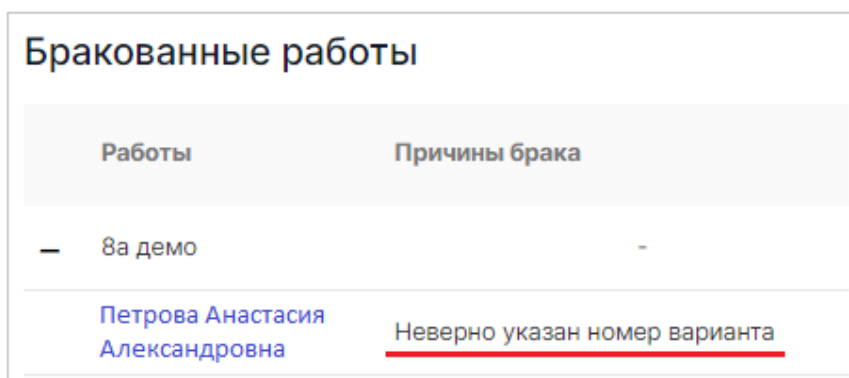 Бракованные работы
Работы Причины брака
8а демо -
Петрова Анастасия
Александровна
Неверно указан номер варианта